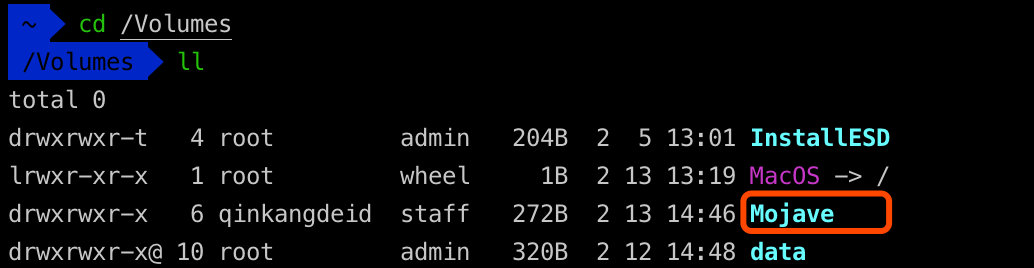 ~ cd /Volumes
/Volumes ll
total 0
drwxrwxr-t 4 root admin 204B 2 5 13:01 InstallESD
lrwxr-xr-x 1 root wheel 1B 2 13 13:19 MacOS -> /
drwxrwxr-x 6 qinkangdeid staff 272B 2 13 14:46 Mojave
drwxrwxr-x@ 10 root admin 320B 2 12 14:48 data